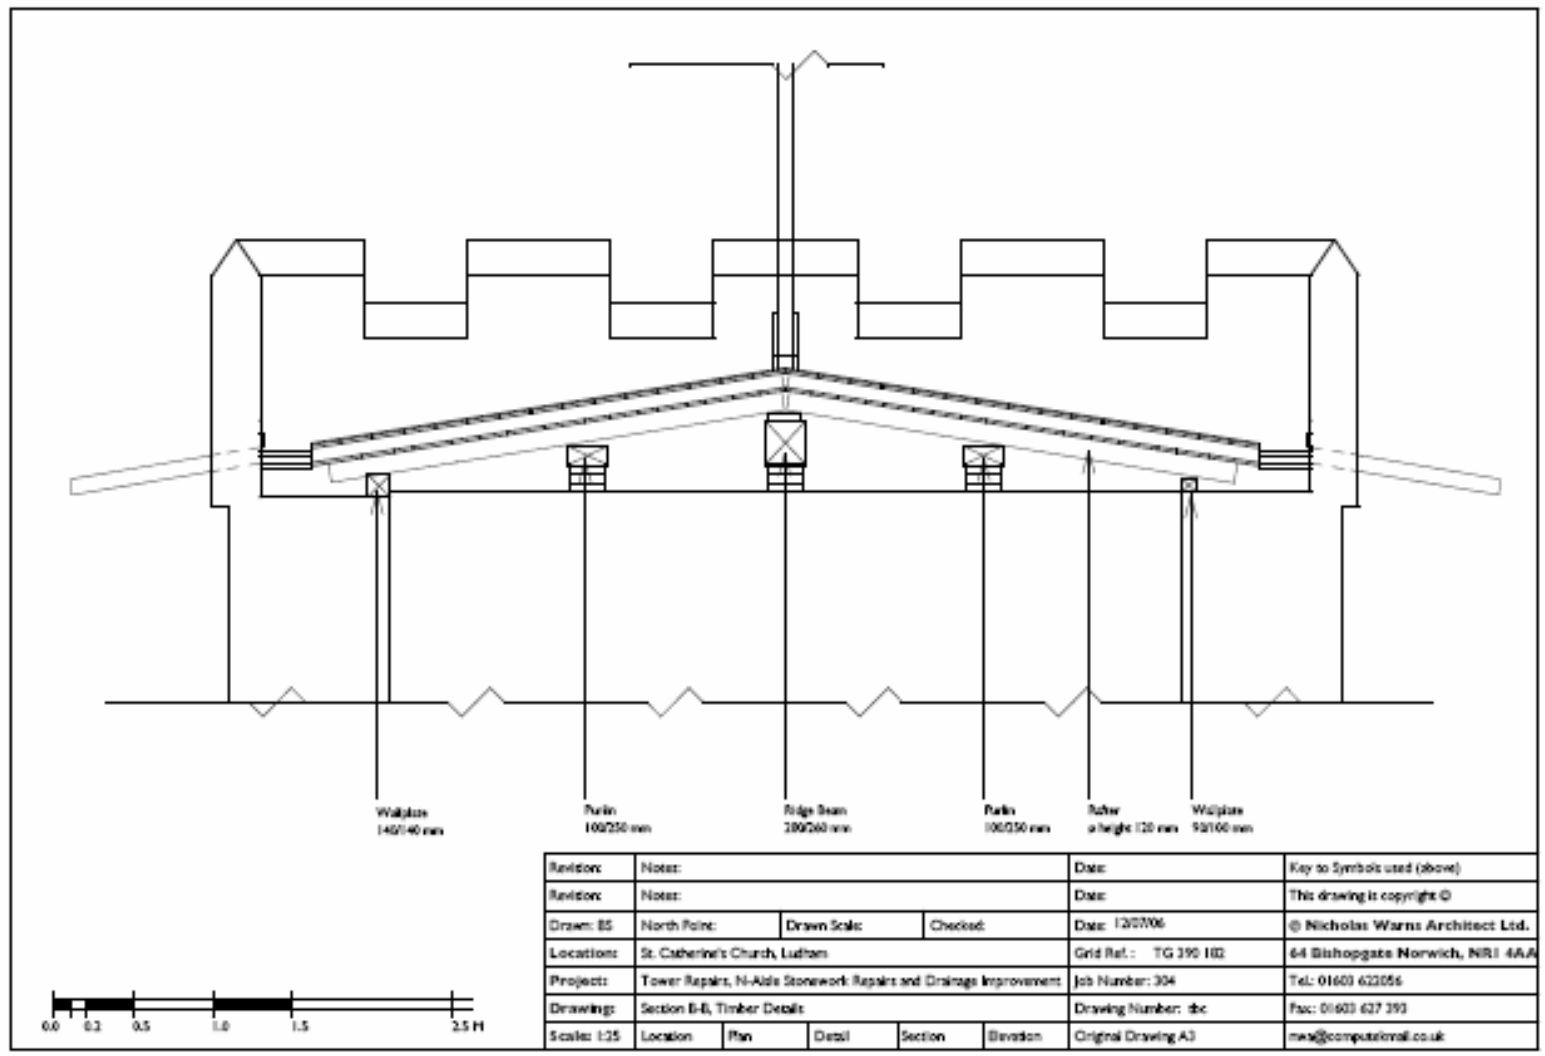 Wallplate
140/140 mm
Purlin
100/250 mm
Ridge Beam
280/260 mm
Purlin
100/250 mm
Rafter
ø height 120 mm
Wallplate
90/100 mm
0.0 0.2 0.5 1.0 1.5 2.5 M
Revision: Notes: Date: Key to Symbols used (above)
Revision: Notes: Date: This drawing is copyright ©
Drawn: BS North Point: Drawn Scale: Checked: Date: 12/07/06 © Nicholas Warns Architect Ltd.
Location: St. Catherine's Church, Ludham Grid Ref. : TG 390 182 64 Bishopgate Norwich, NR1 4AA
Project: Tower Repairs, N-Aisle Stonework Repairs and Drainage Improvement Job Number: 304 Tel.: 01603 622056
Drawing: Section B-B, Timber Details Drawing Number: tbc Fax: 01603 627 393
Scale: 1:25 Location Plan Detail Section Elevation Original Drawing A3